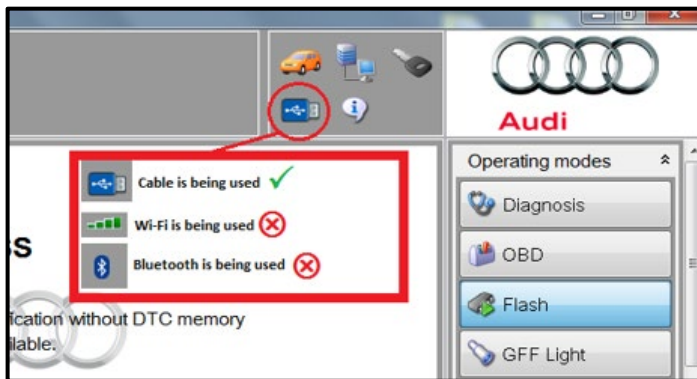 Audi
Operating modes
Cable is being used
Diagnosis
Wi-Fi is being used
OBD
Bluetooth is being used
Flash
fication without DTC memory
ilable.
GFF Light